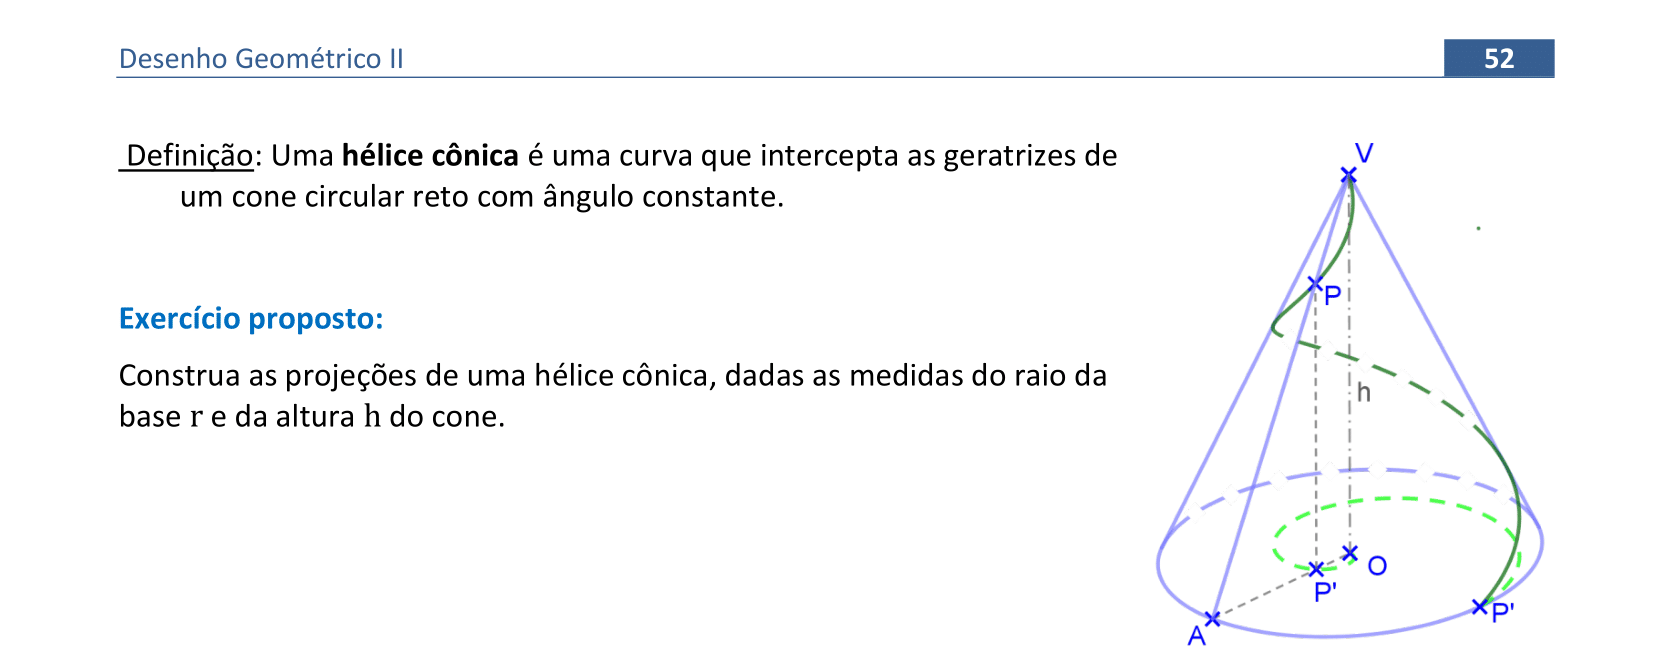 Desenho Geométrico II
52
Definição: Uma hélice cônica é uma curva que intercepta as geratrizes de
um cone circular reto com ângulo constante.
Exercício proposto:
Construa as projeções de uma hélice cônica, dadas as medidas do raio da
base r e da altura h do cone.
V
P
h
O
P'
P'
A